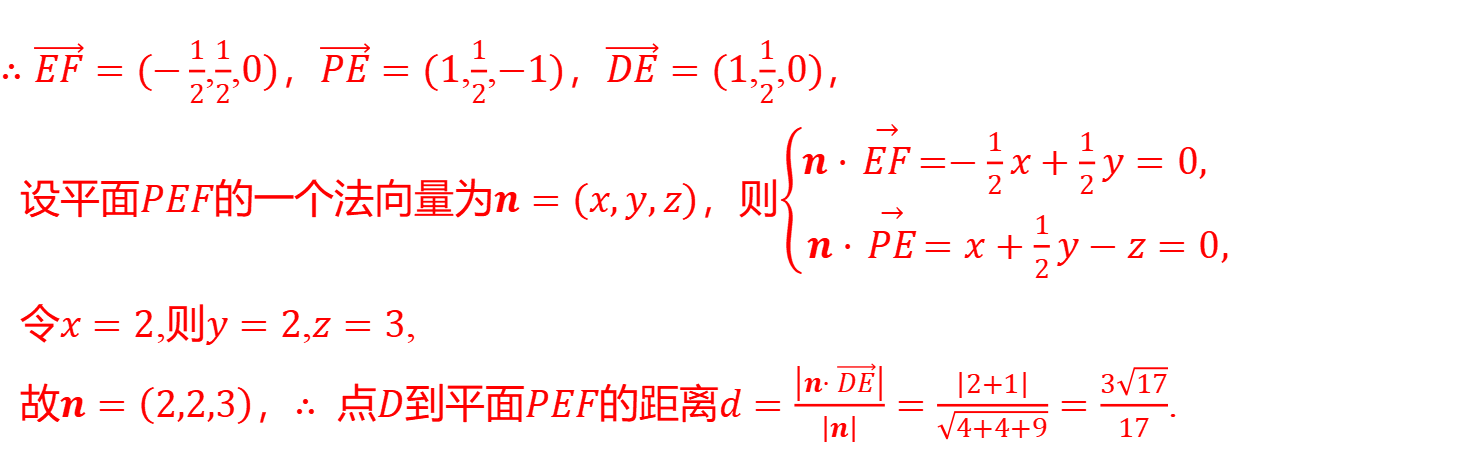 ∴ $\overrightarrow{EF}=(-\frac{1}{2},\frac{1}{2},0)$，$\overrightarrow{PE}=(1,\frac{1}{2},-1)$，$\overrightarrow{DE}=(1,\frac{1}{2},0)$，
设平面$PEF$的一个法向量为$\boldsymbol{n}=(x,y,z)$，则$\begin{cases}\boldsymbol{n}\cdot\overrightarrow{EF}=-\frac{1}{2}x+\frac{1}{2}y=0,\\ \boldsymbol{n}\cdot\overrightarrow{PE}=x+\frac{1}{2}y-z=0,\end{cases}$
令$x=2$,则$y=2$,$z=3$,
故$\boldsymbol{n}=(2,2,3)$，∴ 点$D$到平面$PEF$的距离$d=\frac{|\boldsymbol{n}\cdot\overrightarrow{DE}|}{|\boldsymbol{n}|}=\frac{|2+1|}{\sqrt{4+4+9}}=\frac{3\sqrt{17}}{17}$.